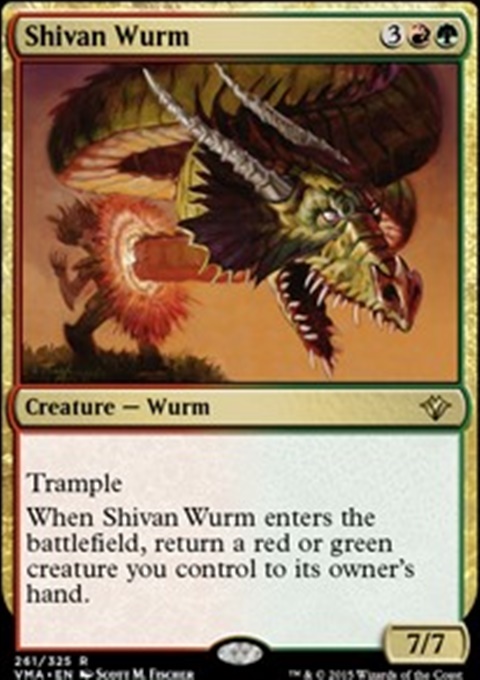 Shivan Wurm 3
Creature — Wurm
Trample
When Shivan Wurm enters the
battlefield, return a red or green
creature you control to its owner's
hand.
7/7
261/325 R
VMA • EN Scott M. Fischer ™ & © 2015 Wizards of the Coast